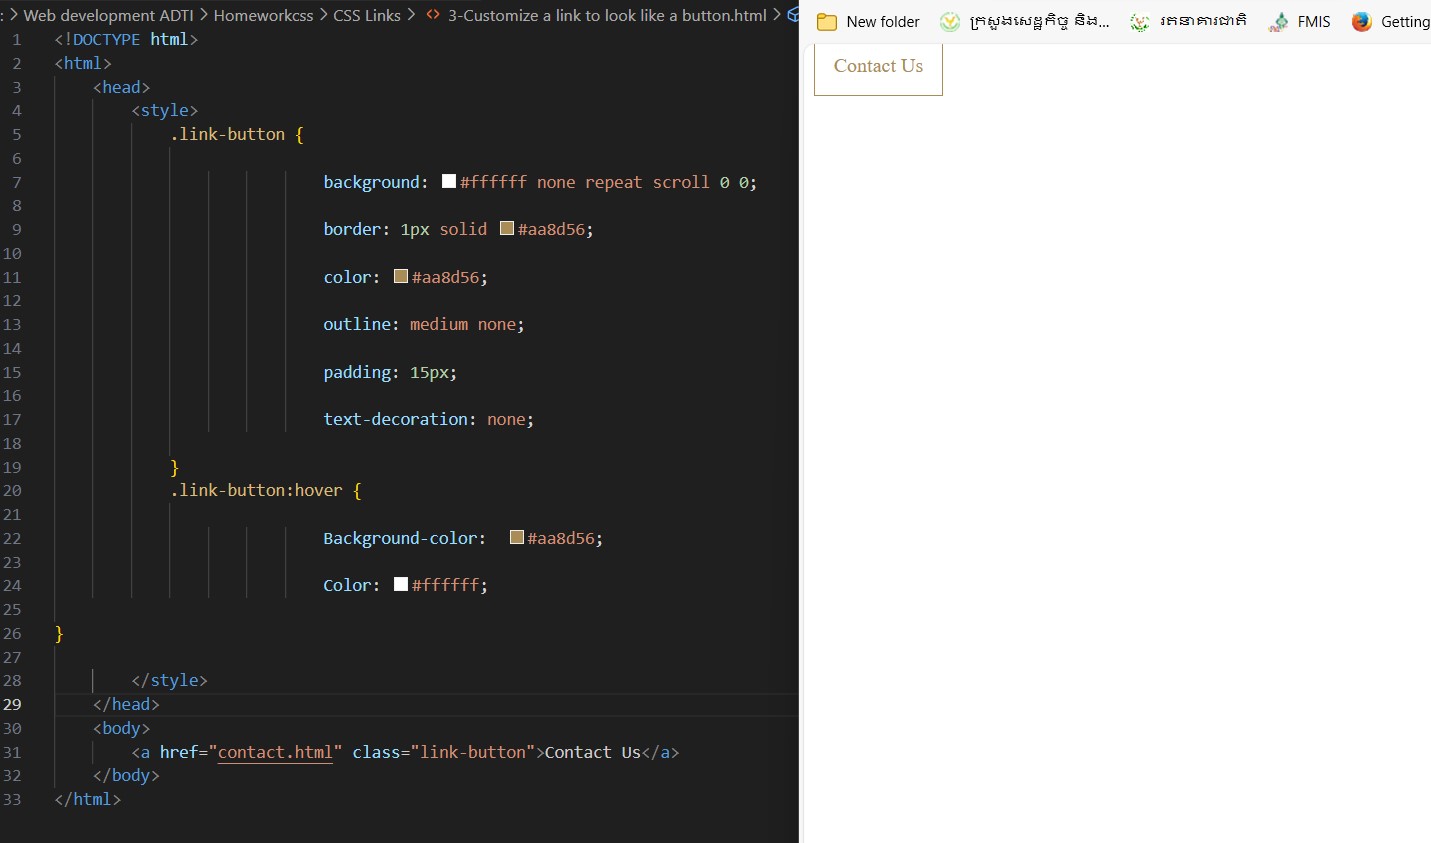 : > Web development ADTI > Homeworkcss > CSS Links > <> 3-Customize a link to look like a button.html >
1 <!DOCTYPE html>
2 <html>
3 <head>
4 <style>
5 .link-button {
6
7 background: #ffffff none repeat scroll 0 0;
8
9 border: 1px solid #aa8d56;
10
11 color: #aa8d56;
12
13 outline: medium none;
14
15 padding: 15px;
16
17 text-decoration: none;
18
19 }
20 .link-button:hover {
21
22 Background-color: #aa8d56;
23
24 Color: #ffffff;
25
26 }
27
28 </style>
29 </head>
30 <body>
31 <a href="contact.html" class="link-button">Contact Us</a>
32 </body>
33 </html>
New folder ក្រសួងសេដ្ឋកិច្ច និង... រតនាគារជាតិ FMIS Getting
Contact Us